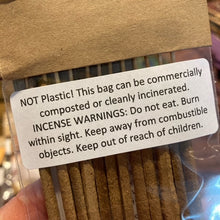 NOT Plastic! This bag can be commercially
composted or cleanly incinerated.
INCENSE WARNINGS: Do not eat. Burn
within sight. Keep away from combustible
objects. Keep out of reach of children.